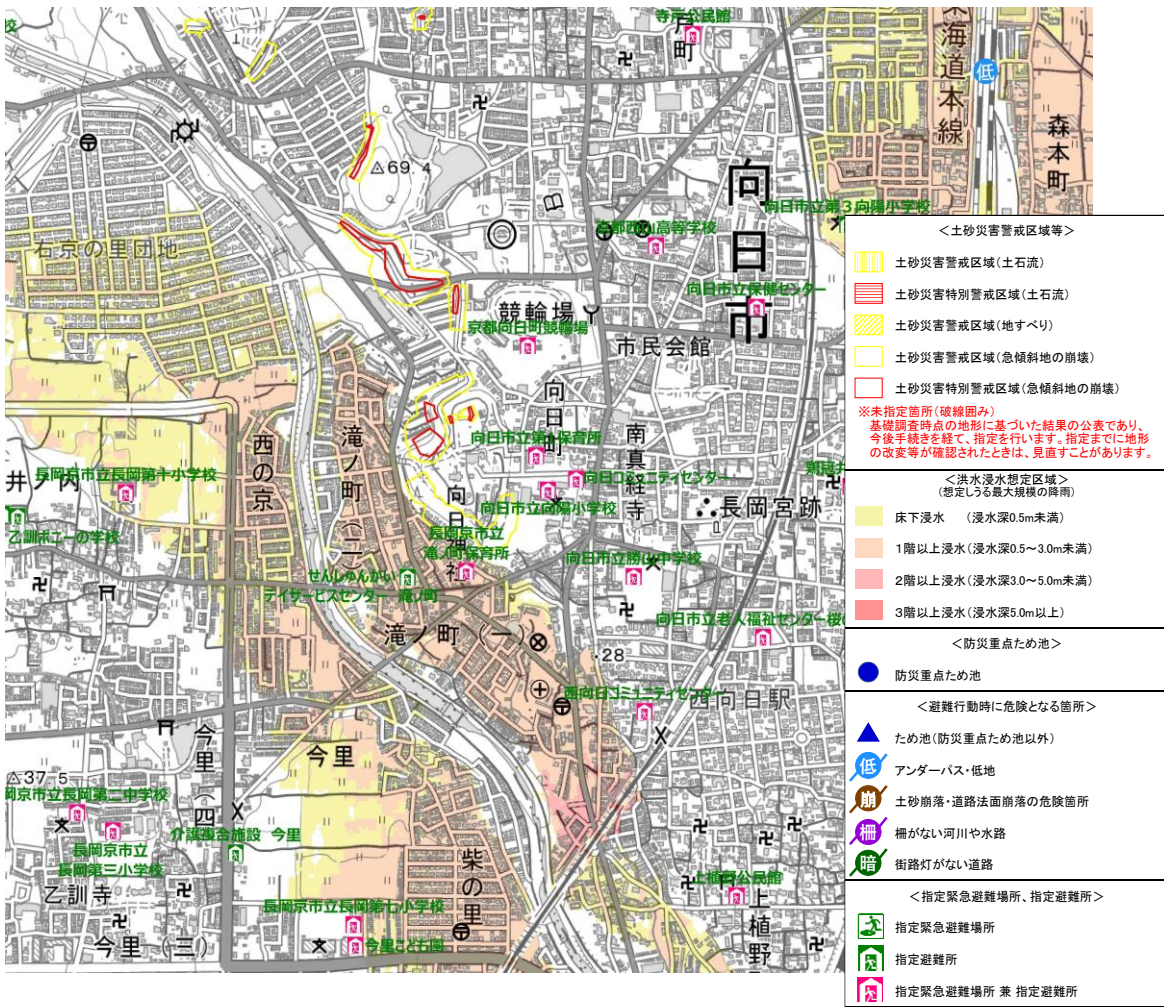 寺戸公民館
戸町
東海道本線
低
森本町
△69.4
向日市
向日市立第3向陽小学校
京都西山高等学校
右京の里団地
向日市立保健センター
競輪場
京都向日町競輪場
市民会館
向日町
西の京
滝ノ町(二)
南真経寺
長岡京市立長岡第十小学校
井ノ内
乙訓ポニーの学校
向日コミュニティセンター
向日市立向陽小学校
長岡宮跡
向日神社
長岡京市立
滝ノ町保育所
向日市立勝山中学校
せんしゅんかい
デイサービスセンター 滝ノ町
滝ノ町(一)
向日市立老人福祉センター桜の
・28
西向日コミュニティセンター
西向日駅
今里
今里(四)
△37.5
岡京市立長岡第二中学校
長岡京市立
長岡第三小学校
介護複合施設 今里
乙訓寺
柴の里
上植野公民館
上植野
長岡京市立長岡第七小学校
今里こども園
今里(三)
<土砂災害警戒区域等>
土砂災害警戒区域(土石流)
土砂災害特別警戒区域(土石流)
土砂災害警戒区域(地すべり)
土砂災害警戒区域(急傾斜地の崩壊)
土砂災害特別警戒区域(急傾斜地の崩壊)
※未指定箇所(破線囲み)
基礎調査時点の地形に基づいた結果の公表であり、
今後手続きを経て、指定を行います。指定までに地形
の改変等が確認されたときは、見直すことがあります。
<洪水浸水想定区域>
(想定しうる最大規模の降雨)
床下浸水 (浸水深0.5m未満)
1階以上浸水(浸水深0.5~3.0m未満)
2階以上浸水(浸水深3.0~5.0m未満)
3階以上浸水(浸水深5.0m以上)
<防災重点ため池>
防災重点ため池
<避難行動時に危険となる箇所>
ため池(防災重点ため池以外)
低 アンダーパス・低地
崩 土砂崩落・道路法面崩落の危険箇所
柵 柵がない河川や水路
暗 街路灯がない道路
<指定緊急避難場所、指定避難所>
指定緊急避難場所
指定避難所
指定緊急避難場所 兼 指定避難所